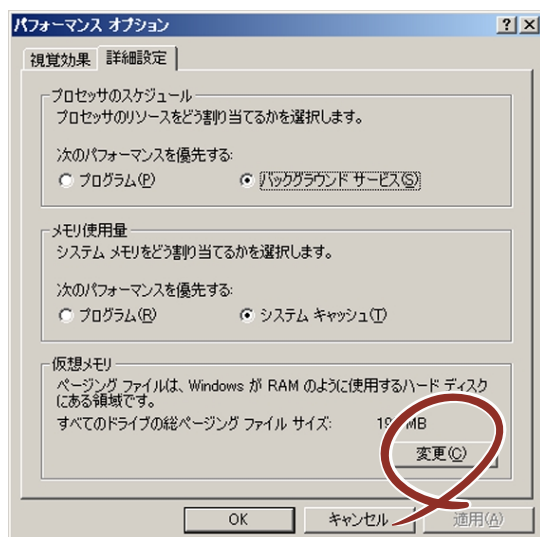 パフォーマンス オプション
視覚効果 詳細設定
プロセッサのスケジュール
プロセッサのリソースをどう割り当てるかを選択します。
次のパフォーマンスを優先する:
プログラム(P) バックグラウンド サービス(S)
メモリ使用量
システム メモリをどう割り当てるかを選択します。
次のパフォーマンスを優先する:
プログラム(R) システム キャッシュ(T)
仮想メモリ
ページング ファイルは、Windows が RAM のように使用するハード ディスク
にある領域です。
すべてのドライブの総ページング ファイル サイズ: MB
変更(C)
OK キャンセル 適用(A)